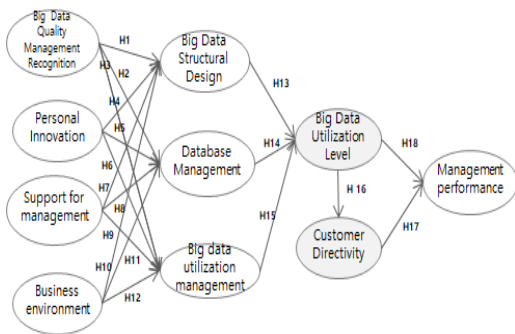 Big Data
Quality
Management
Recognition
Personal
Innovation
Support for
management
Business
environment
H1
H3
H2
H4
H5
H6
H7
H8
H9
H10
H11
H12
Big Data
Structural
Design
Database
Management
Big data
utilization
management
H13
H14
H15
Big Data
Utilization
Level
H 16
Customer
Directivity
H18
H17
Management
performance